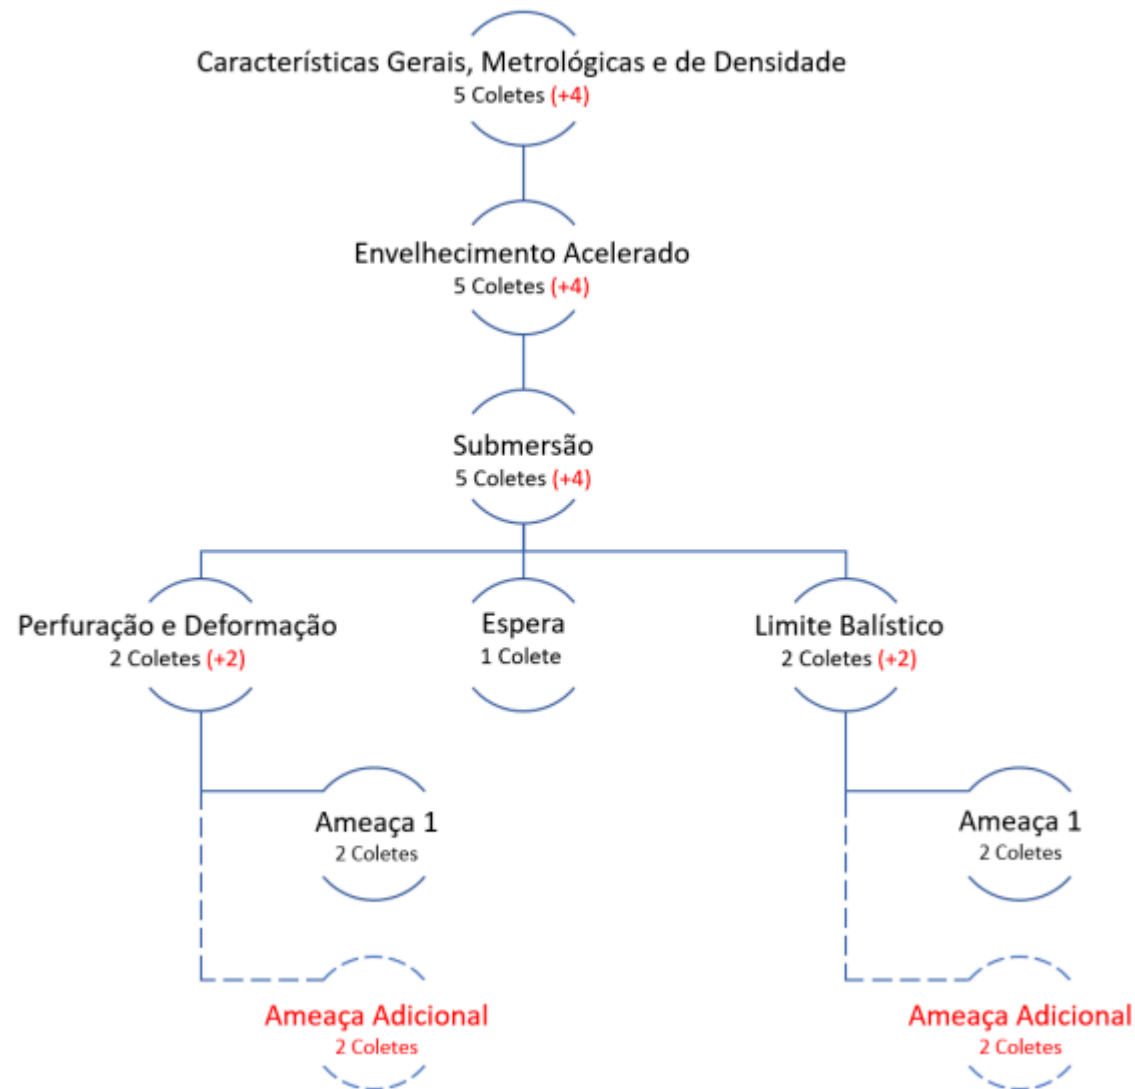 Características Gerais, Metrológicas e de Densidade
5 Coletes (+4)
Envelhecimento Acelerado
5 Coletes (+4)
Submersão
5 Coletes (+4)
Perfuração e Deformação
2 Coletes (+2)
Espera
1 Colete
Limite Balístico
2 Coletes (+2)
Ameaça 1
2 Coletes
Ameaça 1
2 Coletes
Ameaça Adicional
2 Coletes
Ameaça Adicional
2 Coletes